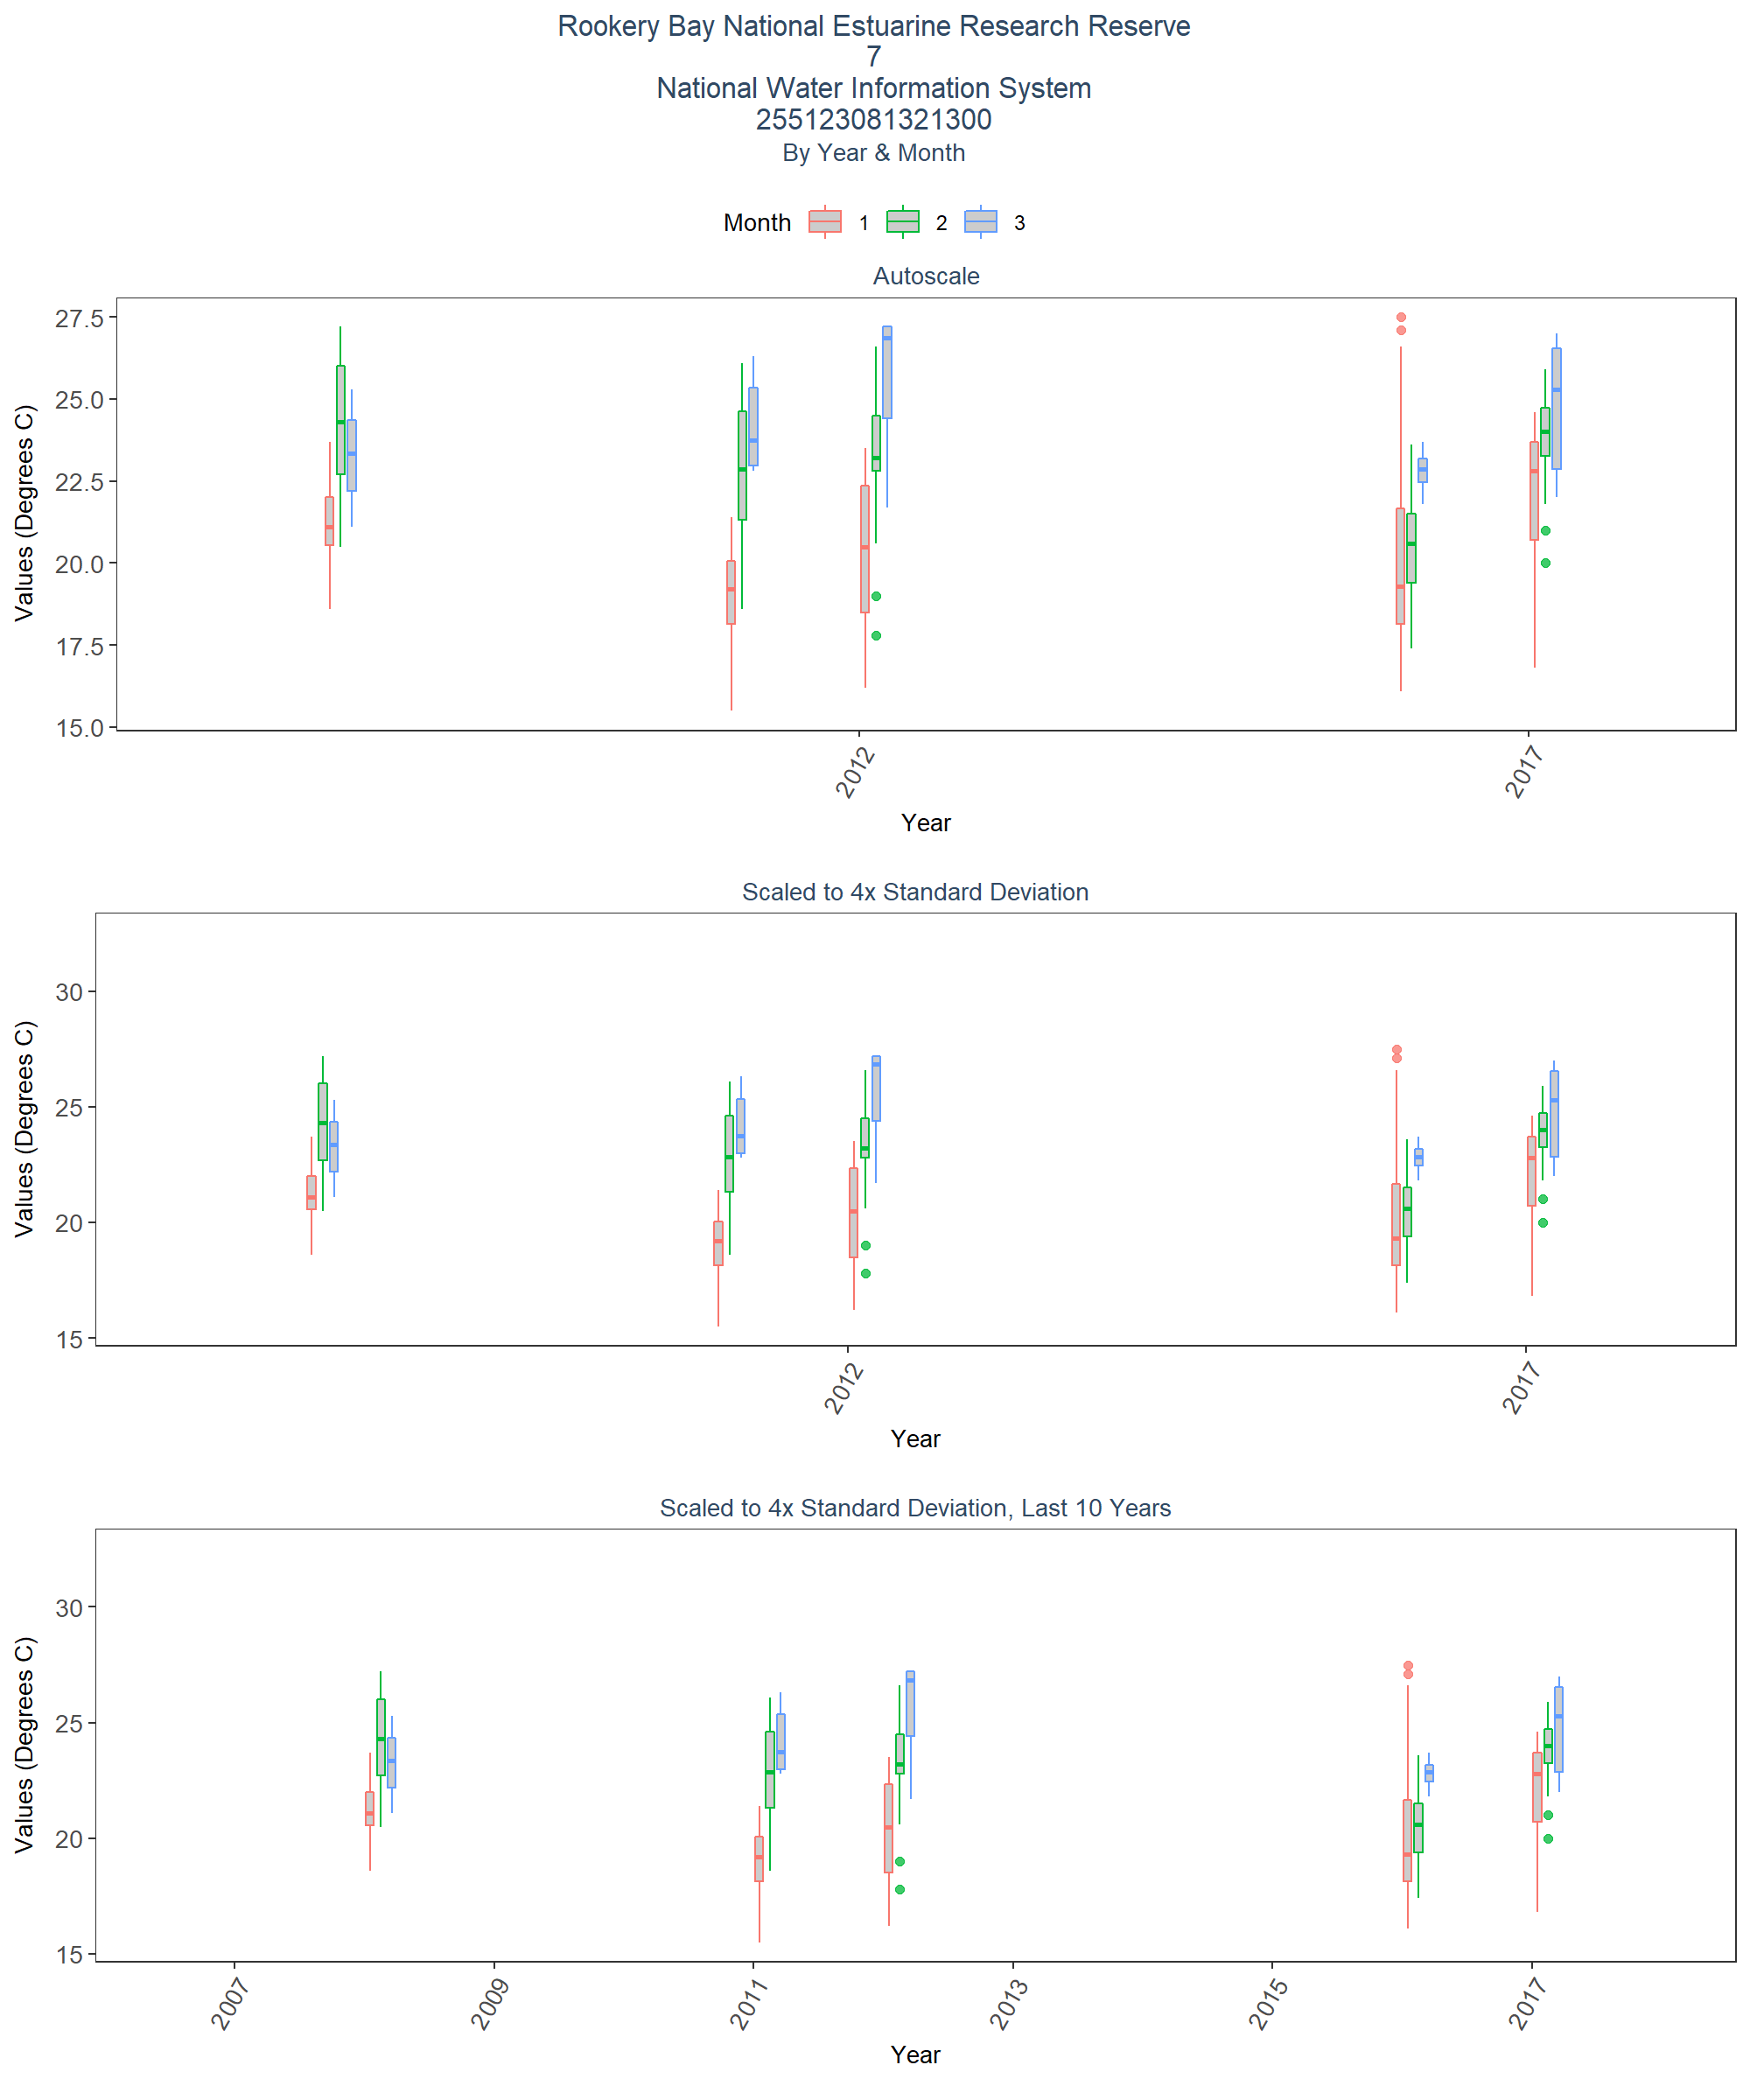 Rookery Bay National Estuarine Research Reserve
7
National Water Information System
255123081321300
By Year & Month
Month 1 2 3
Autoscale
Values (Degrees C)
27.5
25.0
22.5
20.0
17.5
15.0
2012 2017
Year
Scaled to 4x Standard Deviation
Values (Degrees C)
30
25
20
15
2012 2017
Year
Scaled to 4x Standard Deviation, Last 10 Years
Values (Degrees C)
30
25
20
15
2007 2009 2011 2013 2015 2017
Year